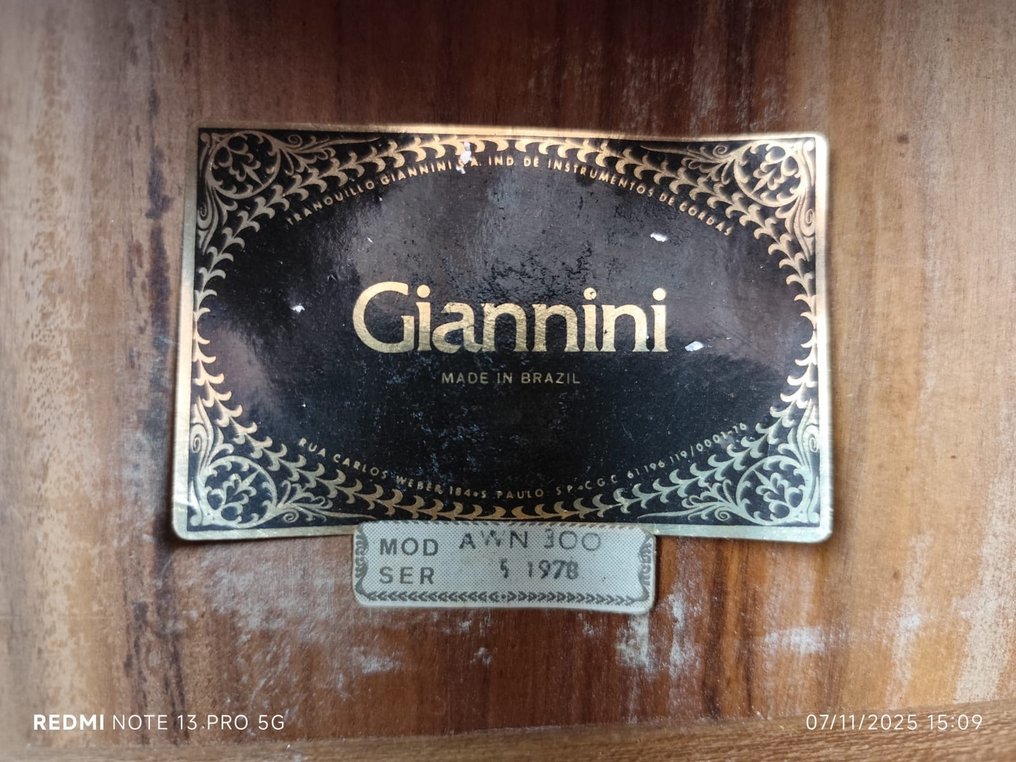 TRANQUILLO GIANNINI S.A. IND. DE INSTRUMENTOS DE CORDAS
Giannini
MADE IN BRAZIL
RUA CARLOS WEBER 184 • S. PAULO S.P. • C.G.C. 61.196.119/0001-76
MOD AWN 300
SER 5 1978
REDMI NOTE 13 PRO 5G
07/11/2025 15:09